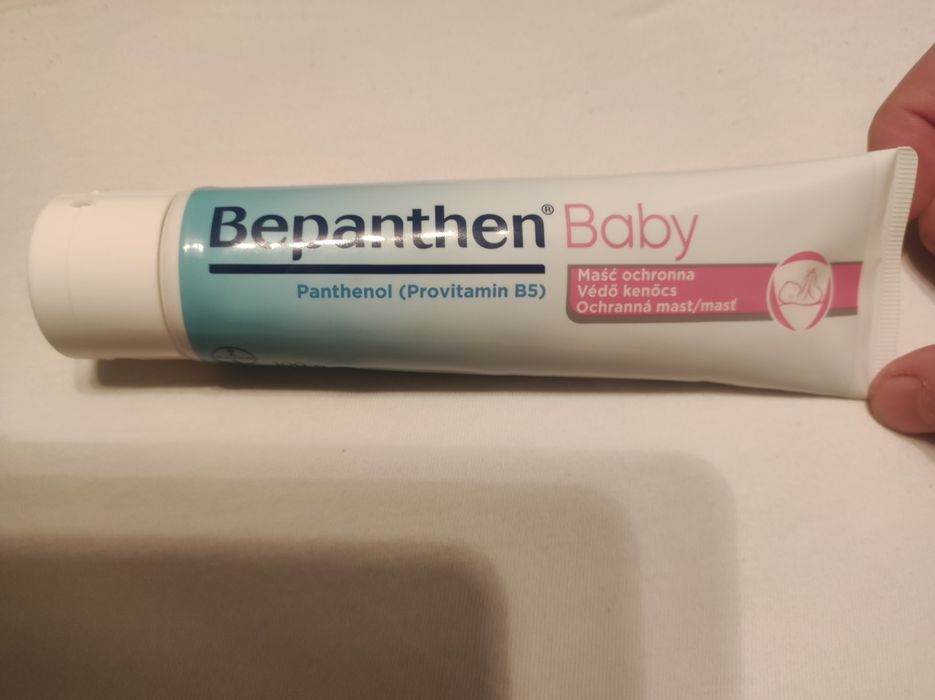 Bepanthen® Baby
Panthenol (Provitamin B5)
Maść ochronna
Védő kenőcs
Ochranná mast/masť